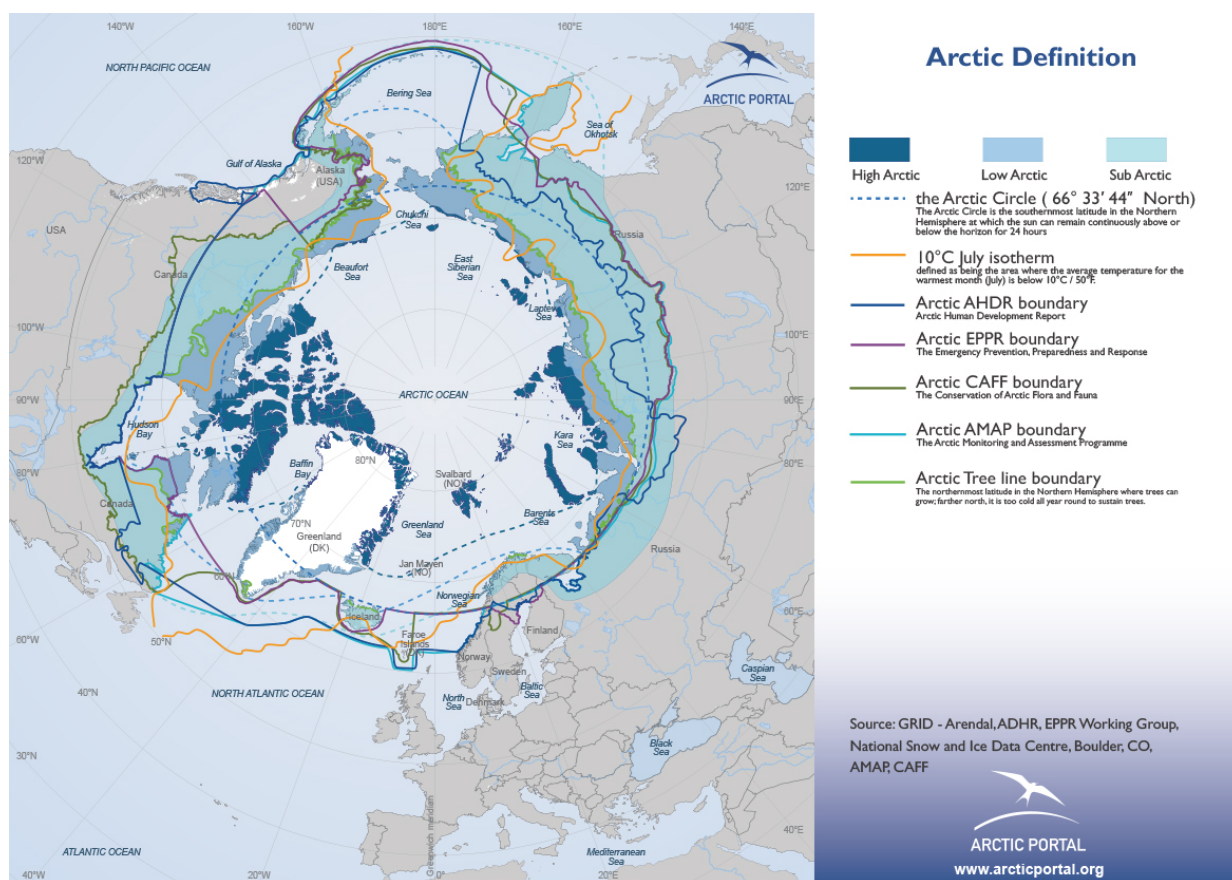 140°W
160°W
180°E
160°E
140°E
NORTH PACIFIC OCEAN
Bering Sea
ARCTIC PORTAL
Sea of
Okhotsk
120°W
Gulf of Alaska
Alaska
(USA)
120°E
USA
Chukchi
Sea
Russia
Canada
Beaufort
Sea
East
Siberian
Sea
Laptev
Sea
100°W
100°E
90°W
ARCTIC OCEAN
90°E
Hudson
Bay
Kara
Sea
80°W
Baffin
Bay
80°N
Svalbard
(NO)
80°E
Canada
Barents
Sea
70°N
Greenland
(DK)
Greenland
Sea
Russia
Jan Mayen
(NO)
60°N
Norwegian
Sea
60°E
Iceland
Faroe
Islands
Finland
60°W
50°N
Norway
Sweden
Caspian
Sea
40°N
NORTH ATLANTIC OCEAN
North
Sea
Denmark
Baltic
Sea
30°N
Black
Sea
Greenwich meridian
40°E
ATLANTIC OCEAN
Mediterranean
Sea
40°W
20°W
0°
20°E
Arctic Definition
High Arctic
Low Arctic
Sub Arctic
the Arctic Circle ( 66° 33' 44" North)
The Arctic Circle is the southernmost latitude in the Northern
Hemisphere at which the sun can remain continuously above or
below the horizon for 24 hours
10°C July isotherm
defined as being the area where the average temperature for the
warmest month (July) is below 10°C / 50°F.
Arctic AHDR boundary
Arctic Human Development Report
Arctic EPPR boundary
The Emergency Prevention, Preparedness and Response
Arctic CAFF boundary
The Conservation of Arctic Flora and Fauna
Arctic AMAP boundary
The Arctic Monitoring and Assessment Programme
Arctic Tree line boundary
The northernmost latitude in the Northern Hemisphere where trees can
grow; farther north, it is too cold all year round to sustain trees.
Source: GRID - Arendal, ADHR, EPPR Working Group,
National Snow and Ice Data Centre, Boulder, CO,
AMAP, CAFF
ARCTIC PORTAL
www.arcticportal.org